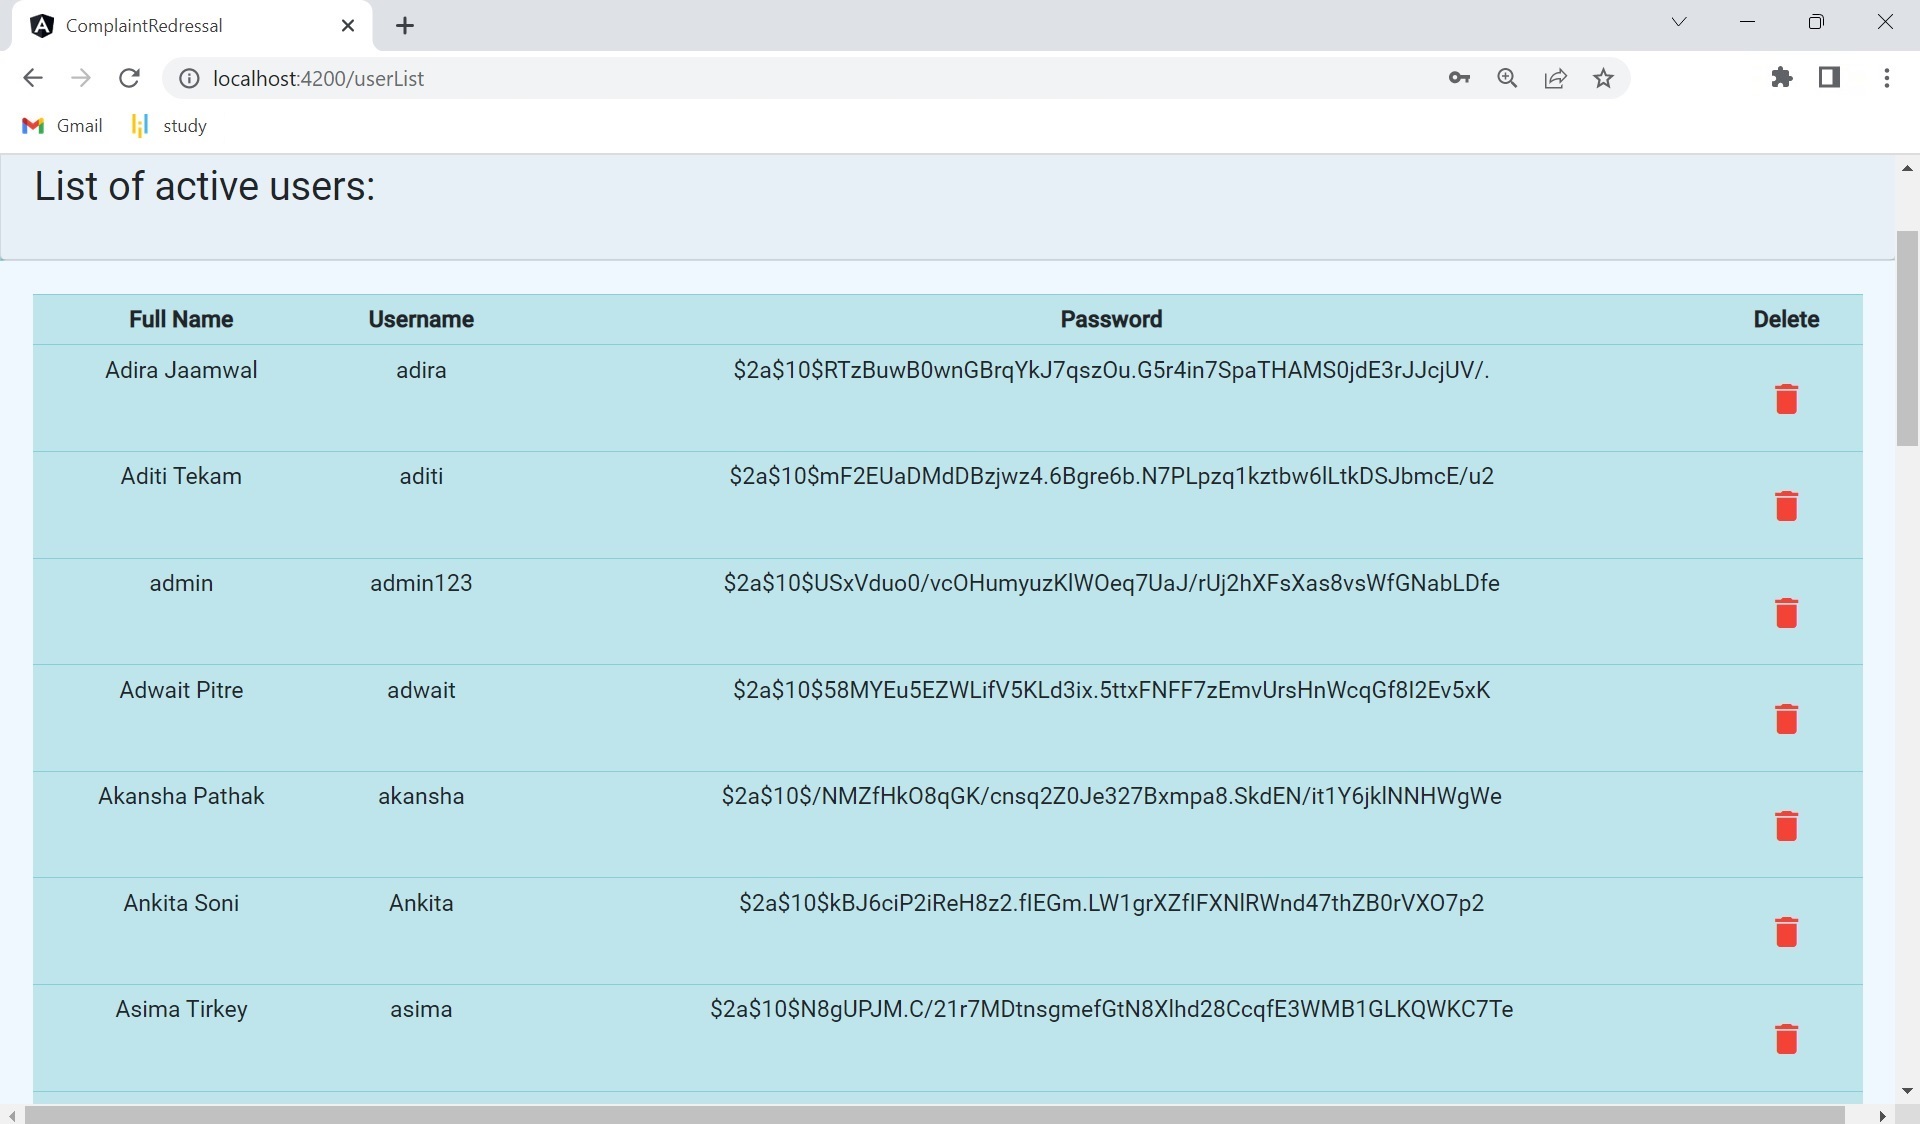 ComplaintRedressal
localhost:4200/userList
Gmail study
List of active users:
Full Name Username Password Delete
Adira Jaamwal adira $2a$10$RTzBuwB0wnGBrqYkJ7qszOu.G5r4in7SpaTHAMS0jdE3rJJcjUV/.
Aditi Tekam aditi $2a$10$mF2EUaDMdDBzjwz4.6Bgre6b.N7PLpzq1kztbw6lLtkDSJbmcE/u2
admin admin123 $2a$10$USxVduo0/vcOHumyuzKlWOeq7UaJ/rUj2hXFsXas8vsWfGNabLDfe
Adwait Pitre adwait $2a$10$58MYEu5EZWLifV5KLd3ix.5ttxFNFF7zEmvUrsHnWcqGf8I2Ev5xK
Akansha Pathak akansha $2a$10$/NMZfHkO8qGK/cnsq2Z0Je327Bxmpa8.SkdEN/it1Y6jklNNHWgWe
Ankita Soni Ankita $2a$10$kBJ6ciP2iReH8z2.fIEGm.LW1grXZfIFXNlRWnd47thZB0rVXO7p2
Asima Tirkey asima $2a$10$N8gUPJM.C/21r7MDtnsgmefGtN8Xlhd28CcqfE3WMB1GLKQWKC7Te